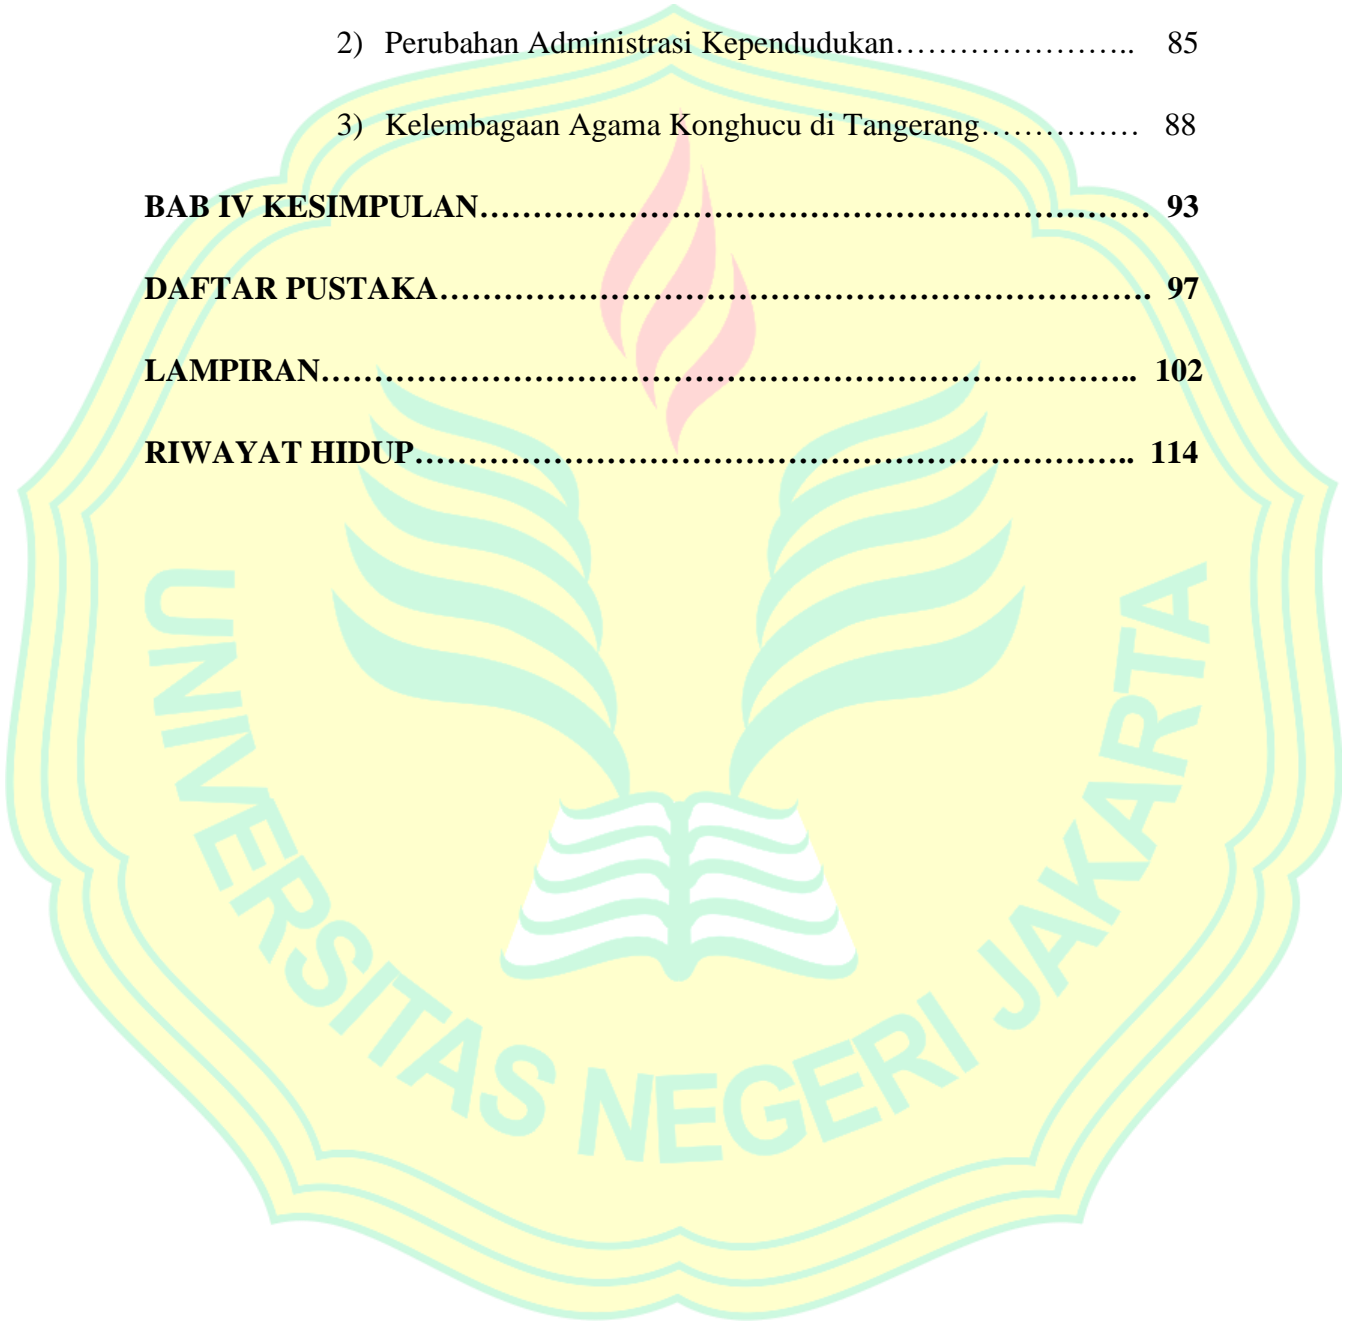 2) Perubahan Administrasi Kependudukan………………….. 85
3) Kelembagaan Agama Konghucu di Tangerang…………… 88
BAB IV KESIMPULAN……………………………………………………… 93
DAFTAR PUSTAKA…………………………………………………………. 97
LAMPIRAN………………………………………………………………….. 102
RIWAYAT HIDUP………………………………………………………….. 114
UNIVERSITAS NEGERI JAKARTA